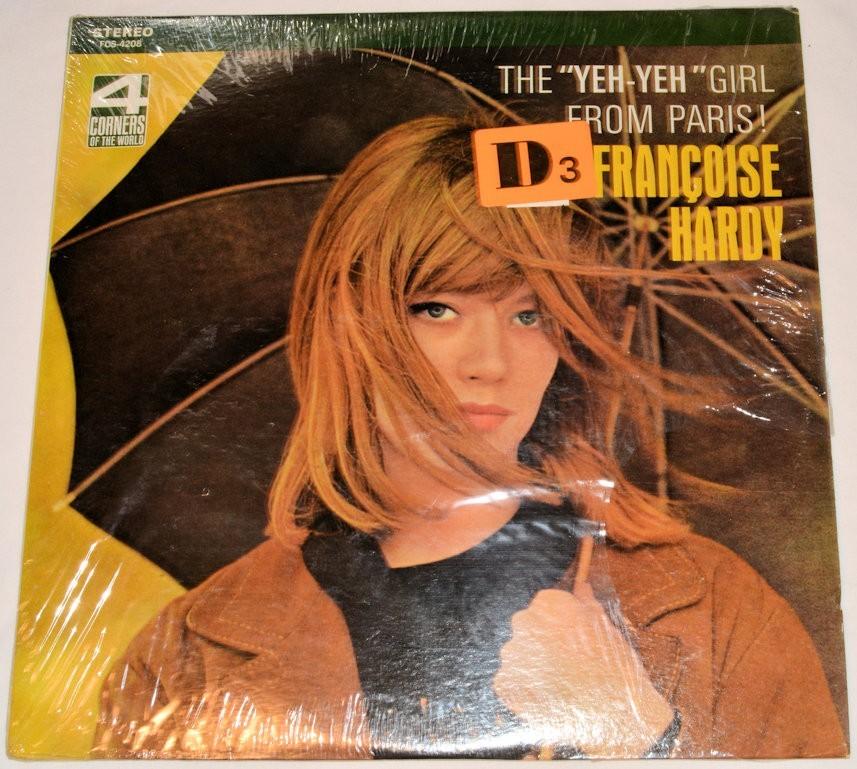 STEREO
FCS-4208
4
CORNERS
OF THE WORLD
THE "YEH-YEH" GIRL
FROM PARIS!
D3
FRANÇOISE
HARDY